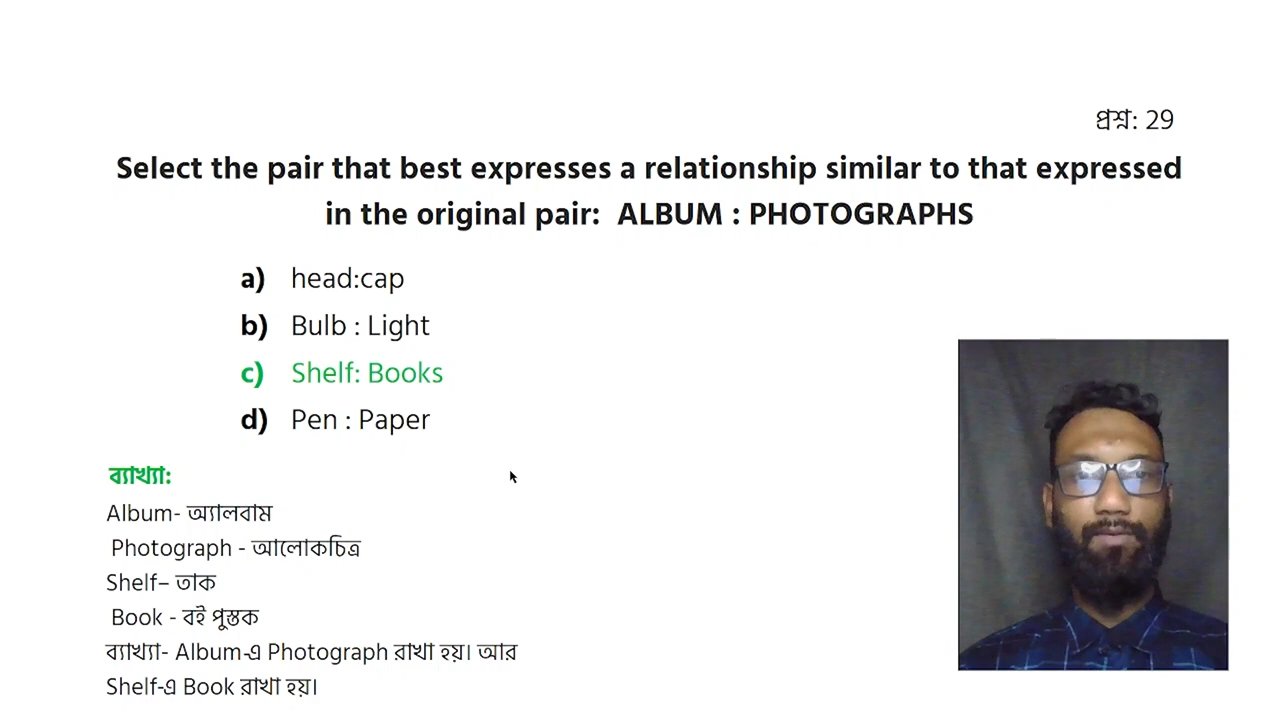 প্রশ্ন: 29
Select the pair that best expresses a relationship similar to that expressed
in the original pair: ALBUM : PHOTOGRAPHS
a) head:cap
b) Bulb : Light
c) Shelf: Books
d) Pen : Paper
ব্যাখ্যা:
Album- অ্যালবাম
Photograph - আলোকচিত্র
Shelf– তাক
Book - বই পুস্তক
ব্যাখ্যা- Album-এ Photograph রাখা হয়। আর
Shelf-এ Book রাখা হয়।